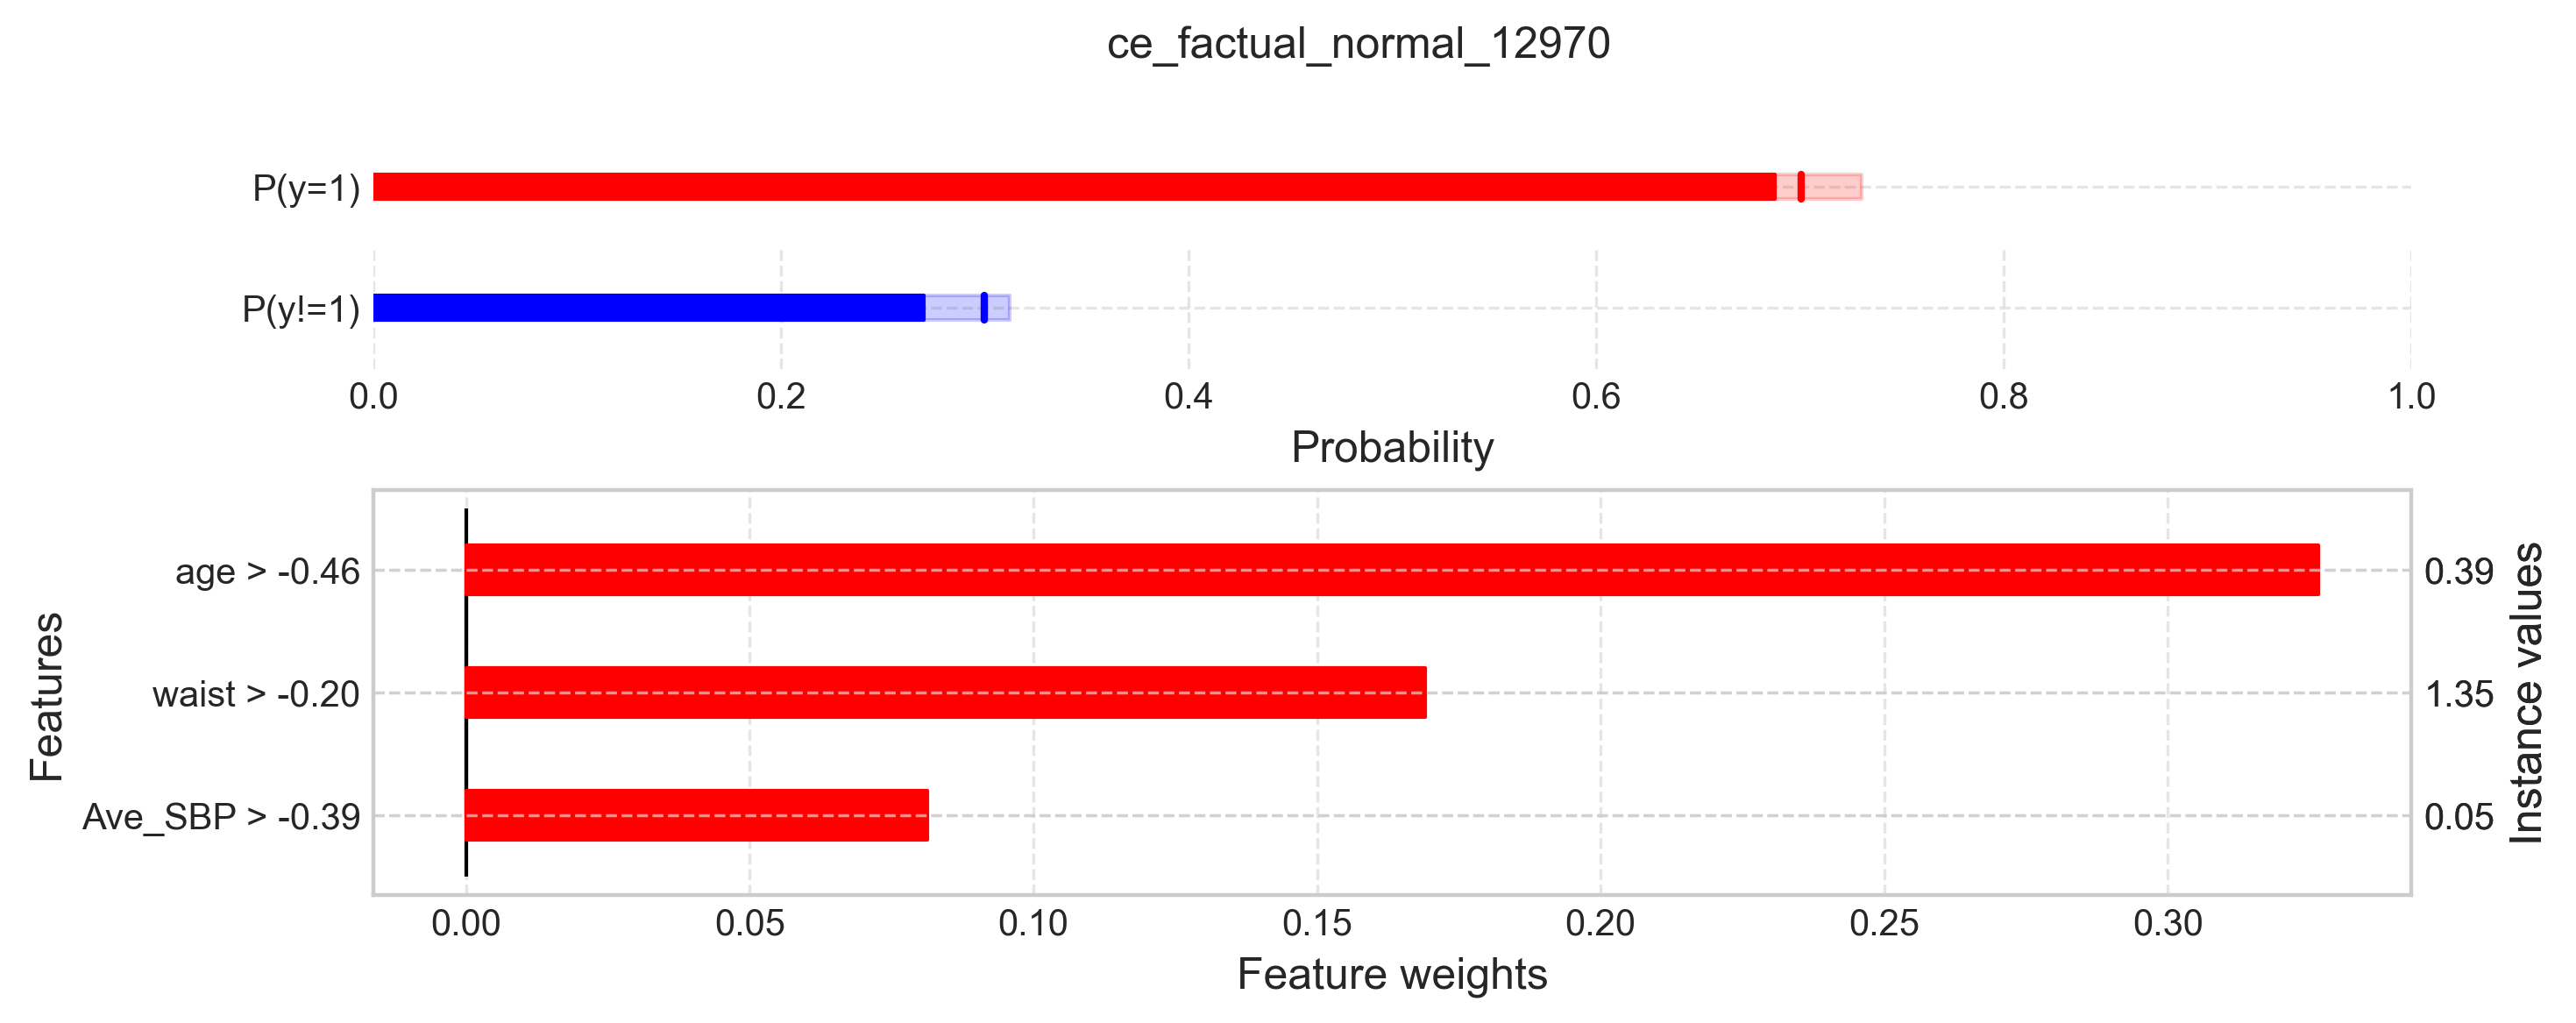 ce_factual_normal_12970
P(y=1)
P(y!=1)
0.0 0.2 0.4 0.6 0.8 1.0
Probability
Features
age > -0.46 0.39
waist > -0.20 1.35
Ave_SBP > -0.39 0.05
Instance values
0.00 0.05 0.10 0.15 0.20 0.25 0.30
Feature weights